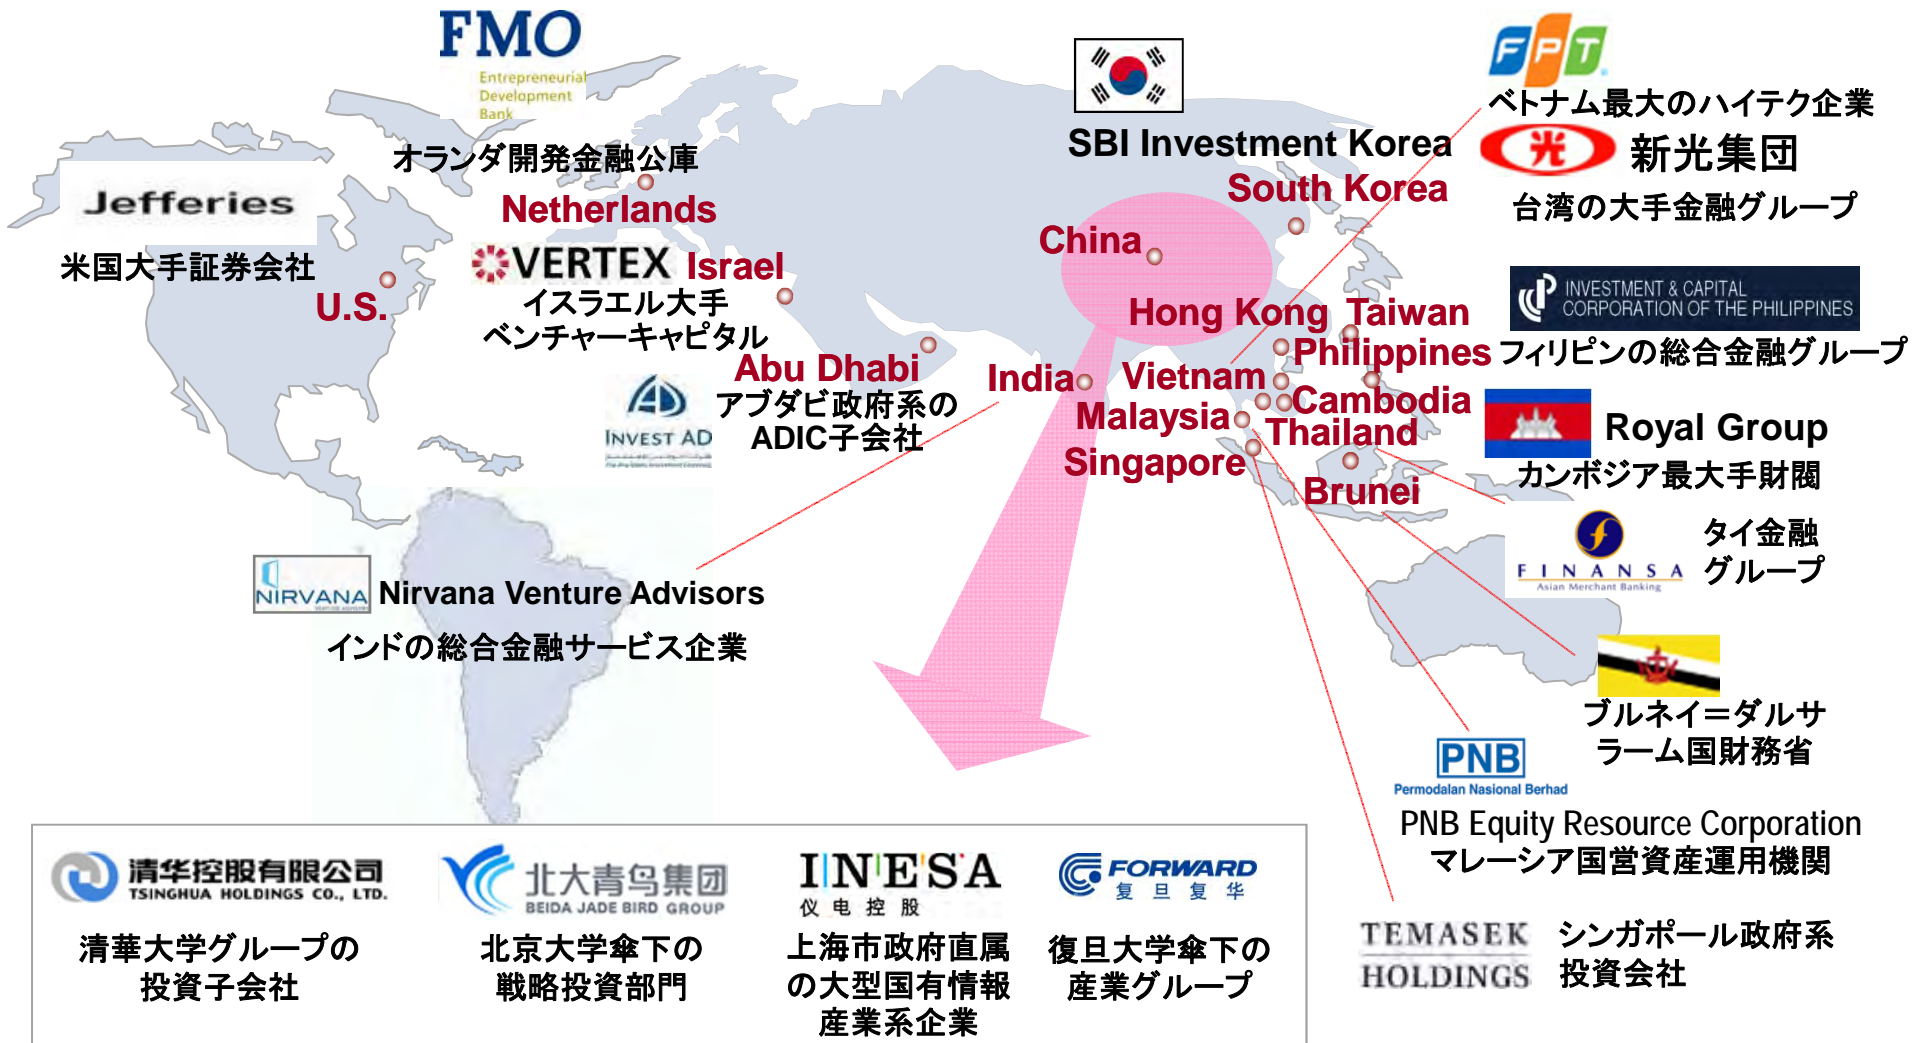 FMO
Entrepreneurial
Development
Bank
オランダ開発金融公庫
Netherlands
Jefferies
米国大手証券会社
U.S.
VERTEX
Israel
イスラエル大手
ベンチャーキャピタル
Abu Dhabi
INVEST AD
アブダビ政府系の
ADIC子会社
SBI Investment Korea
South Korea
China
Hong Kong
Taiwan
Philippines
India
Vietnam
Cambodia
Malaysia
Thailand
Singapore
Brunei
FPT
ベトナム最大のハイテク企業
光
新光集団
台湾の大手金融グループ
INVESTMENT & CAPITAL
CORPORATION OF THE PHILIPPINES
フィリピンの総合金融グループ
Royal Group
カンボジア最大手財閥
FINANSA
Asian Merchant Banking
タイ金融
グループ
ブルネイ＝ダルサ
ラーム国財務省
PNB
Permodalan Nasional Berhad
PNB Equity Resource Corporation
マレーシア国営資産運用機関
TEMASEK
HOLDINGS
シンガポール政府系
投資会社
NIRVANA
Nirvana Venture Advisors
インドの総合金融サービス企業
清华控股有限公司
TSINGHUA HOLDINGS CO., LTD.
清華大学グループの
投資子会社
北大青鸟集团
BEIDA JADE BIRD GROUP
北京大学傘下の
戦略投資部門
INESA
仪电控股
上海市政府直属
の大型国有情報
産業系企業
FORWARD
复旦复华
復旦大学傘下の
産業グループ